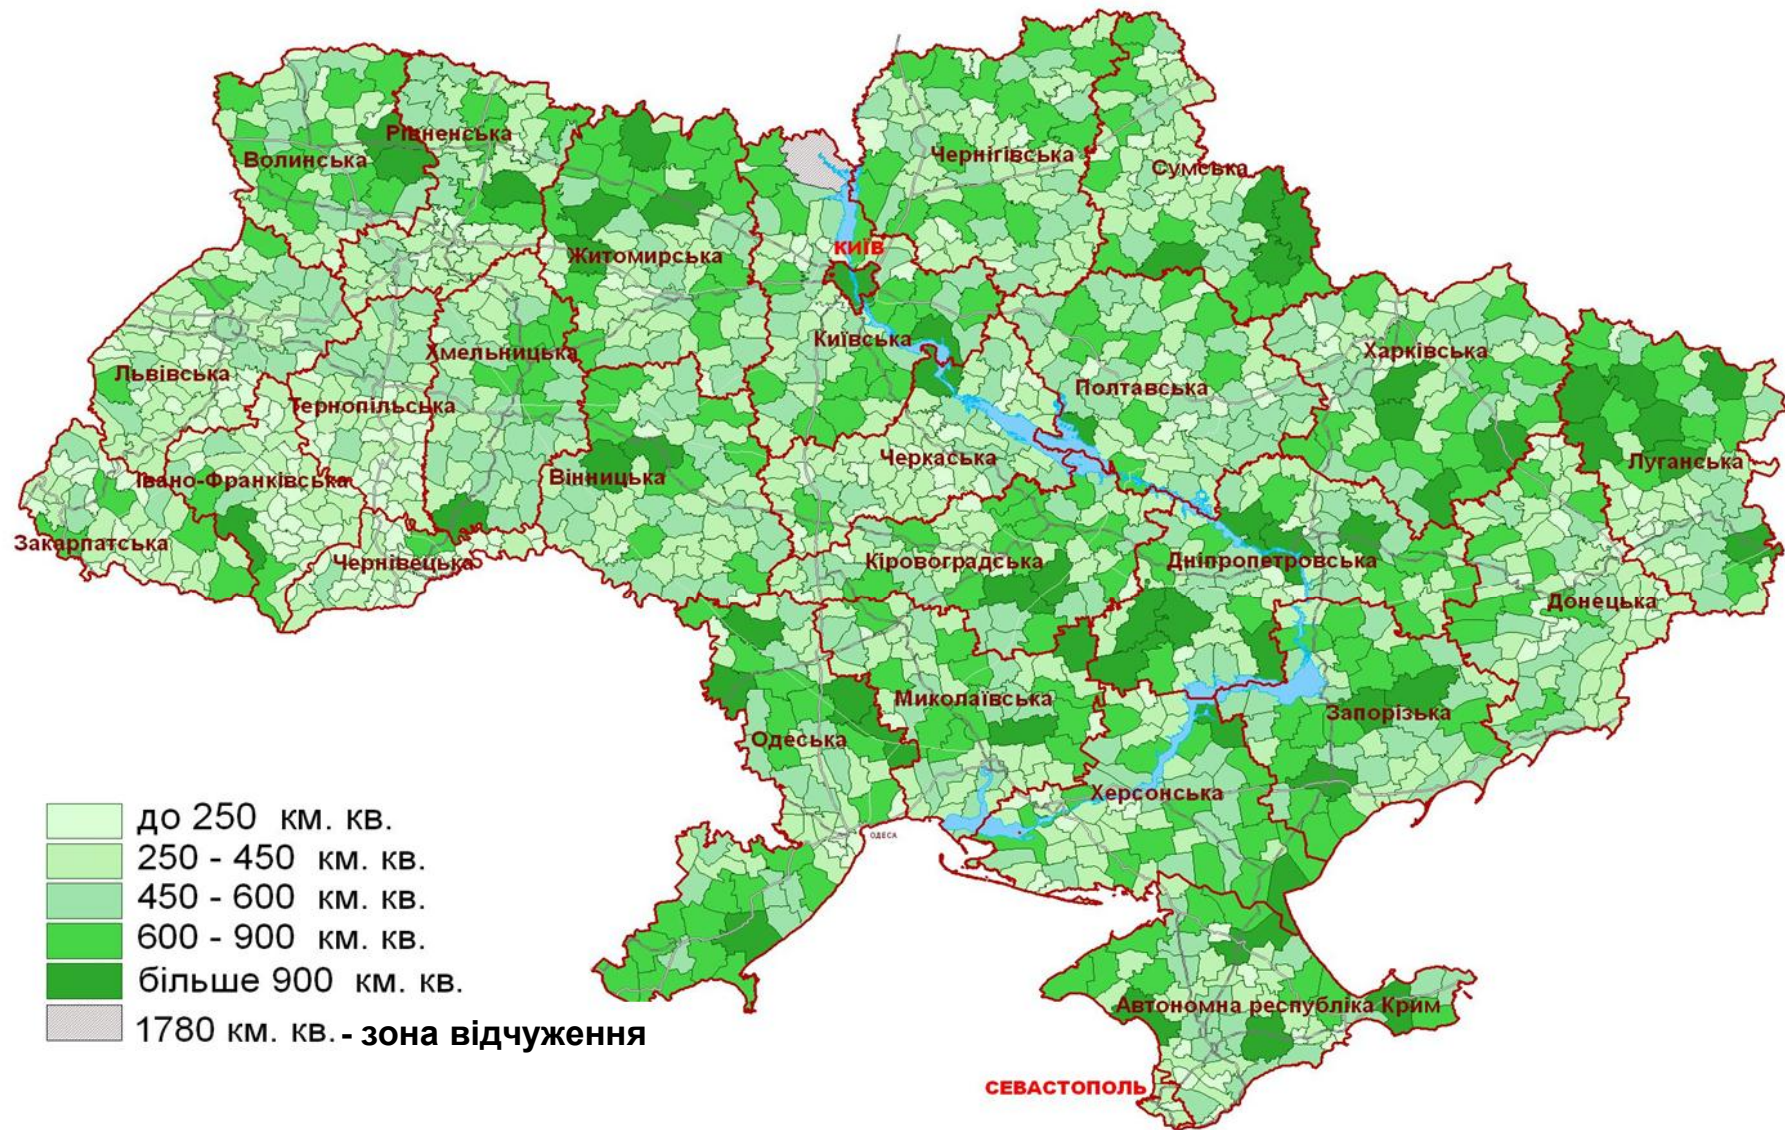 Волинська
Рівненська
Житомирська
КИЇВ
Чернігівська
Сумська
Львівська
Тернопільська
Хмельницька
Київська
Полтавська
Харківська
Луганська
Івано-Франківська
Вінницька
Черкаська
Закарпатська
Чернівецька
Кіровоградська
Дніпропетровська
Донецька
Одеська
Миколаївська
Запорізька
Херсонська
ОДЕСА
Автономна республіка Крим
СЕВАСТОПОЛЬ
до 250 км. кв.
250 - 450 км. кв.
450 - 600 км. кв.
600 - 900 км. кв.
більше 900 км. кв.
1780 км. кв. - зона відчуження